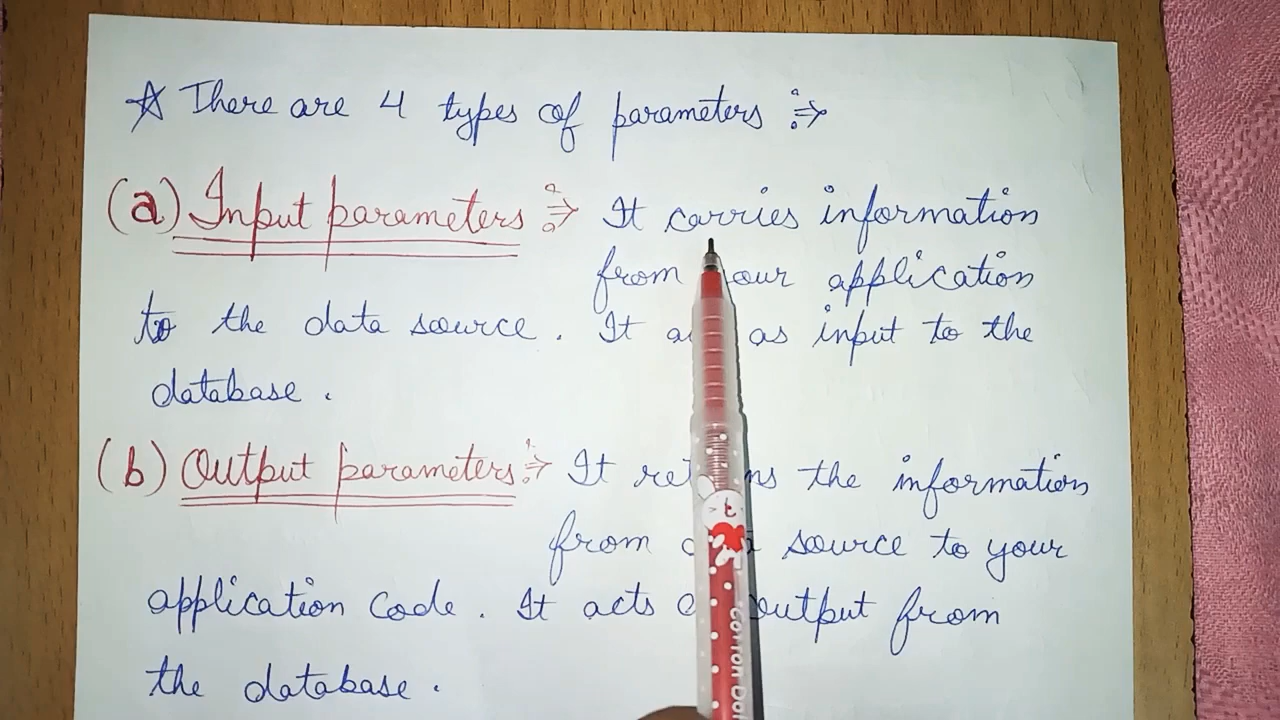 ☆ There are 4 types of parameters :⇒
(a) Input parameters :⇒ It carries information
from your application
to the data source. It as input to the
database.
(b) Output parameters :⇒ It returns the information
from source to your
application code. It acts output from
the database.
COTTON